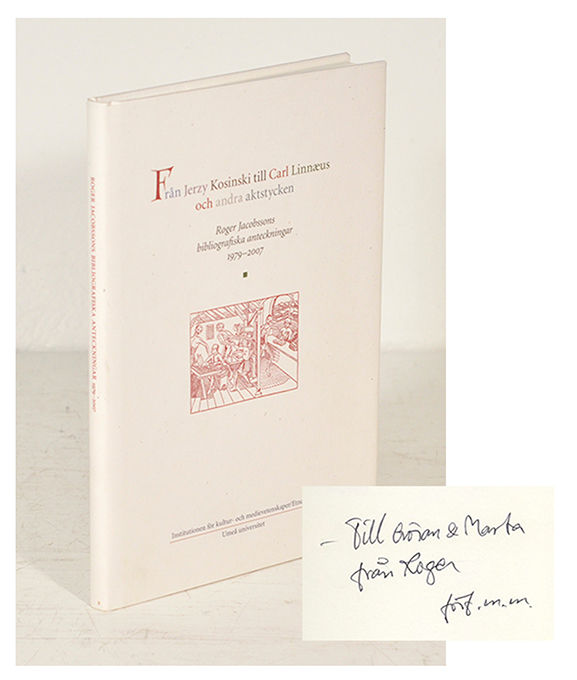 ROGER JACOBSSONS BIBLIOGRAFISKA ANTECKNINGAR 1979–2007
Från Jerzy Kosinski till Carl Linnæus
och andra aktstycken
Roger Jacobssons
bibliografiska anteckningar
1979–2007
Institutionen för kultur- och medievetenskaper/
Umeå universitet
– Till Göran & Marta
från Roger
förf. m.m.